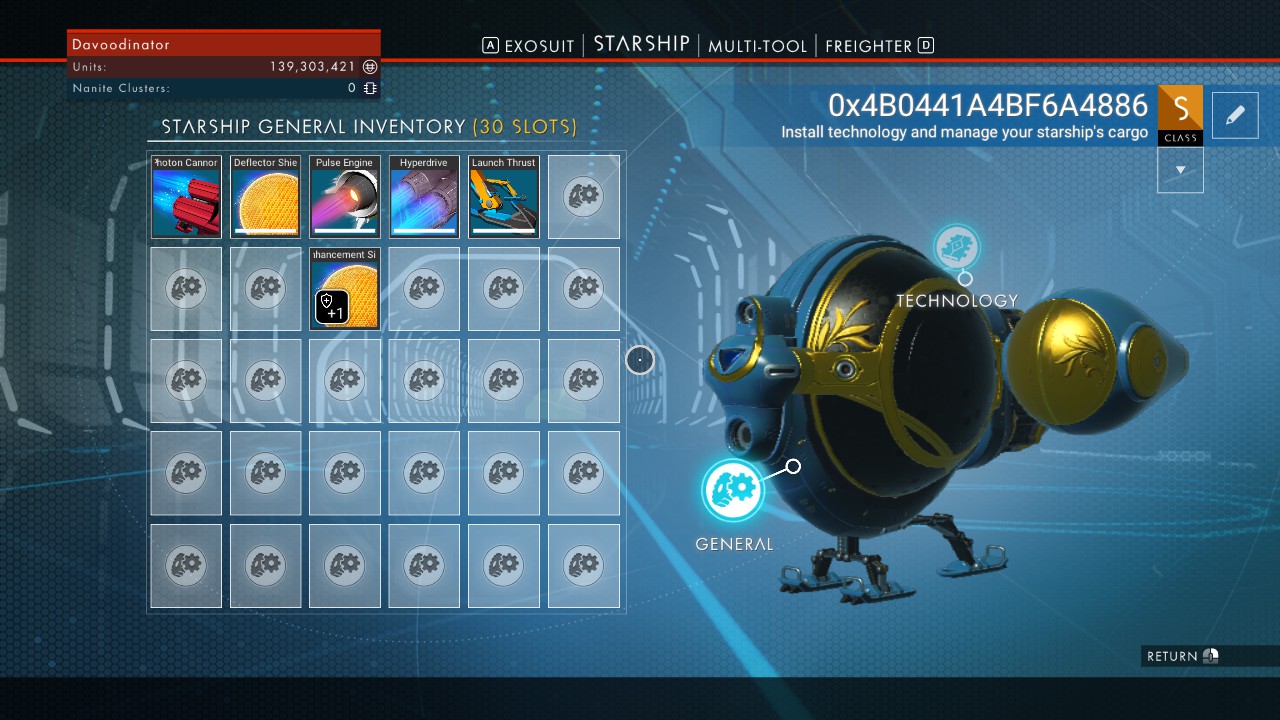 Davoodinator
Units: 139,303,421
Nanite Clusters: 0
A EXOSUIT STARSHIP MULTI-TOOL FREIGHTER D
0x4B0441A4BF6A4886
Install technology and manage your starship's cargo
S
CLASS
STARSHIP GENERAL INVENTORY (30 SLOTS)
hoton Cannor Deflector Shie Pulse Engine Hyperdrive Launch Thrust
hancement Si
+1
TECHNOLOGY
GENERAL
RETURN